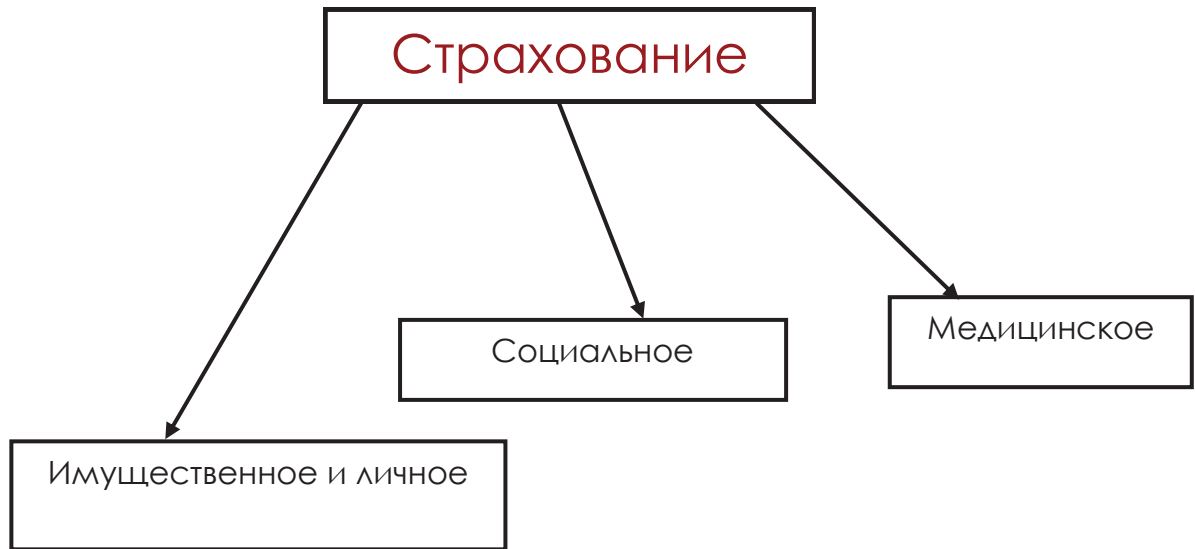 Страхование
Медицинское
Социальное
Имущественное и личное